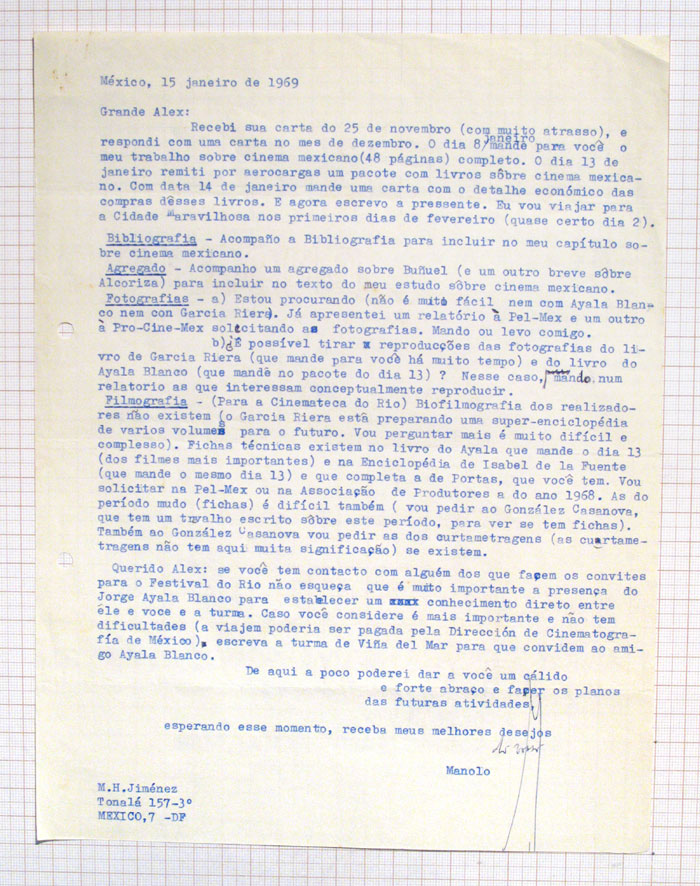 México, 15 janeiro de 1969
Grande Alex:
Recebi sua carta do 25 de novembro (com muito atrasso), e
respondi com uma carta no mes de dezembro. O dia 8/janeiro mande para você o
meu trabalho sobre cinema mexicano(48 páginas) completo. O dia 13 de
janeiro remiti por aerocargas um pacote com livros sôbre cinema mexica-
no. Com data 14 de janeiro mande uma carta com o detalhe económico das
compras dêsses livros. E agora escrevo a pressente. Eu vou viajar para
a Cidade Maravilhosa nos primeiros dias de fevereiro (quase certo dia 2).
Bibliografia - Acompaño a Bibliografia para incluir no meu capítulo so-
bre cinema mexicano.
Agregado - Acompanho um agregado sobre Buñuel (e um outro breve sôbre
Alcoriza) para incluir no texto do meu estudo sôbre cinema mexicano.
Fotografias - a) Estou procurando (não é muito fácil nem com Ayala Blan-
co nem con Garcia Riera). Já apresentei um relatório à Pel-Mex e um outro
à Pro-Cine-Mex solicitando as fotografias. Mando ou levo comigo.
b)¿É possível tirar reproducções das fotografias do li-
vro de Garcia Riera (que mande para você há muito tempo) e do livro do
Ayala Blanco (que mandê no pacote do dia 13) ? Nesse caso, mando num
relatorio as que interessam conceptualmente reproducir.
Filmografia - (Para a Cinemateca do Rio) Biofilmografia dos realizado-
res não existem (o Garcia Riera está preparando uma super-enciclopédia
de varios volumes para o futuro. Vou perguntar mais é muito difícil e
complesso). Fichas técnicas existem no livro do Ayala que mande o dia 13
(dos filmes mais importantes) e na Enciclopédia de Isabel de la Fuente
(que mande o mesmo dia 13) e que completa a de Portas, que você tem. Vou
solicitar na Pel-Mex ou na Associação de Produtores a do ano 1968. As do
período mudo (fichas) é difícil também ( vou pedir ao González Casanova,
que tem um travalho escrito sôbre este período, para ver se tem fichas).
Também ao González Casanova vou pedir as dos curtametragens (as cuartame-
tragens não tem aqui muita significação) se existem.
Querido Alex: se você tem contacto com alguém dos que façem os convites
para o Festival do Rio não esqueça que é muito importante a presença do
Jorge Ayala Blanco para establecer um conhecimento direto entre
êle e voce e a turma. Caso você considere é mais importante e não tem
dificultades (a viajem poderia ser pagada pela Dirección de Cinematogra-
fía de México), escreva a turma de Viña del Mar para que convidem ao ami-
go Ayala Blanco.
De aqui a poco poderei dar a você um cálido
e forte abraço e façer os planos
das futuras atividades
esperando esse momento, receba meus melhores desejos
Manolo
M.H.Jiménez
Tonalá 157-3º
MEXICO,7 -DF